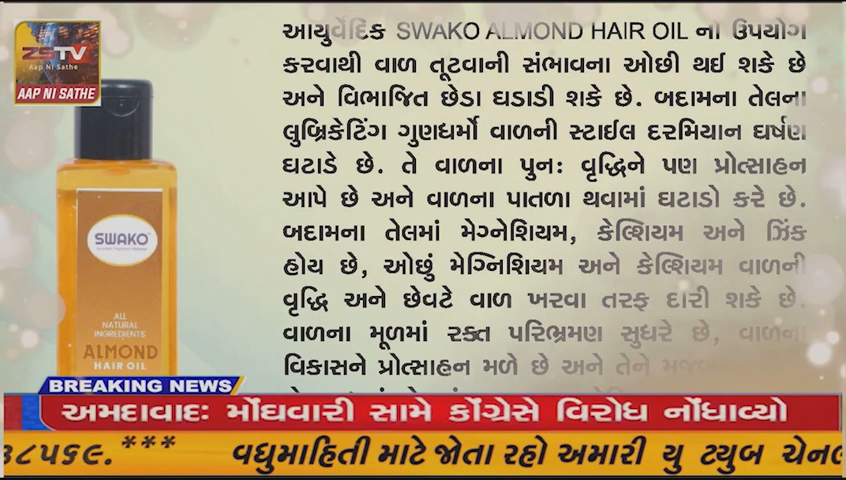 ZSTV
Aap Ni Sathe
AAP NI SATHE
આયુર્વેદિક SWAKO ALMOND HAIR OIL નો ઉપયોગ
કરવાથી વાળ તૂટવાની સંભાવના ઓછી થઈ શકે છે
અને વિભાજિત છેડા ઘડાડી શકે છે. બદામના તેલના
લુબ્રિકેટિંગ ગુણધર્મો વાળની સ્ટાઈલ દરમિયાન ઘર્ષણ
ઘટાડે છે. તે વાળના પુનઃ વૃદ્ધિને પણ પ્રોત્સાહન
આપે છે અને વાળના પાતળા થવામાં ઘટાડો કરે છે.
બદામના તેલમાં મેગ્નેશિયમ, કેલ્શિયમ અને ઝિંક
હોય છે, ઓછું મેગ્નિશિયમ અને કેલ્શિયમ વાળની
વૃદ્ધિ અને છેવટે વાળ ખરવા તરફ દારી શકે છે.
વાળના મૂળમાં રક્ત પરિભ્રમણ સુધરે છે, વાળના
વિકાસને પ્રોત્સાહન મળે છે અને તેને
SWAKO
ALL
NATURAL
INGREDIENTS
ALMOND
HAIR OIL
BREAKING NEWS
અમદાવાદઃ મોંઘવારી સામે કોંગ્રેસે વિરોધ નોંધાવ્યો
૩૮૫૬૯.*** વધુમાહિતી માટે જોતા રહો અમારી યુ ટ્યુબ ચેનલ